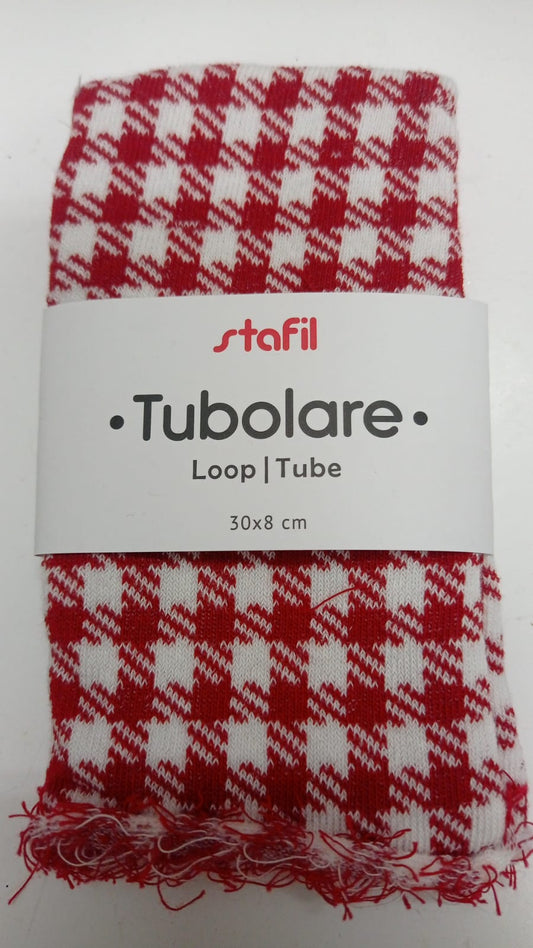 stafil
• Tubolare •
Loop | Tube
30x8 cm